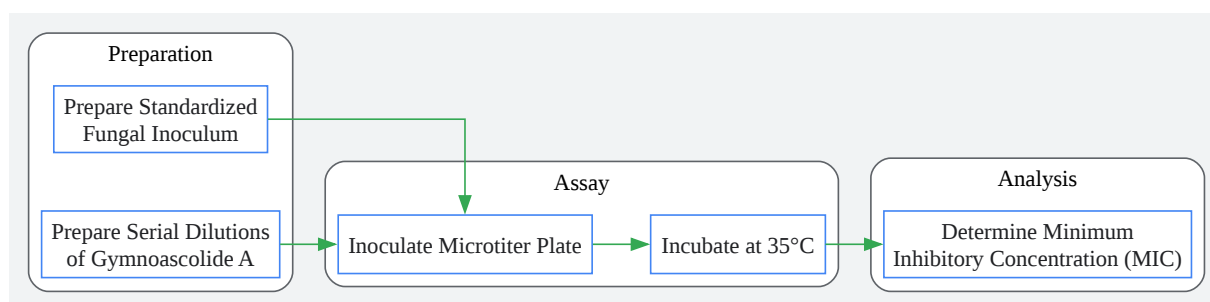 Preparation
Prepare Standardized
Fungal Inoculum
Prepare Serial Dilutions
of Gymnoascolide A
Assay
Inoculate Microtiter Plate
Incubate at 35°C
Analysis
Determine Minimum
Inhibitory Concentration (MIC)